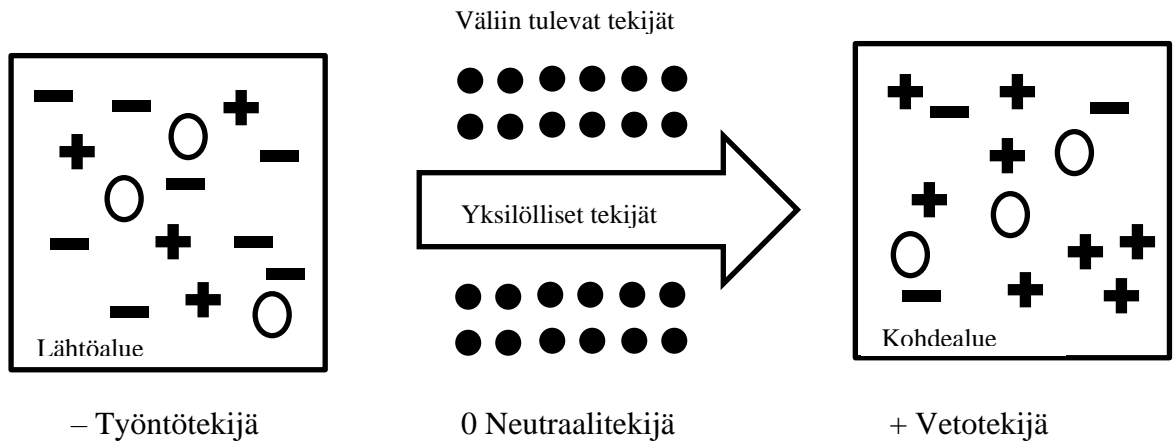 Väliin tulevat tekijät
Yksilölliset tekijät
Lähtöalue
Kohdealue
– Työntötekijä
0 Neutraalitekijä
+ Vetotekijä